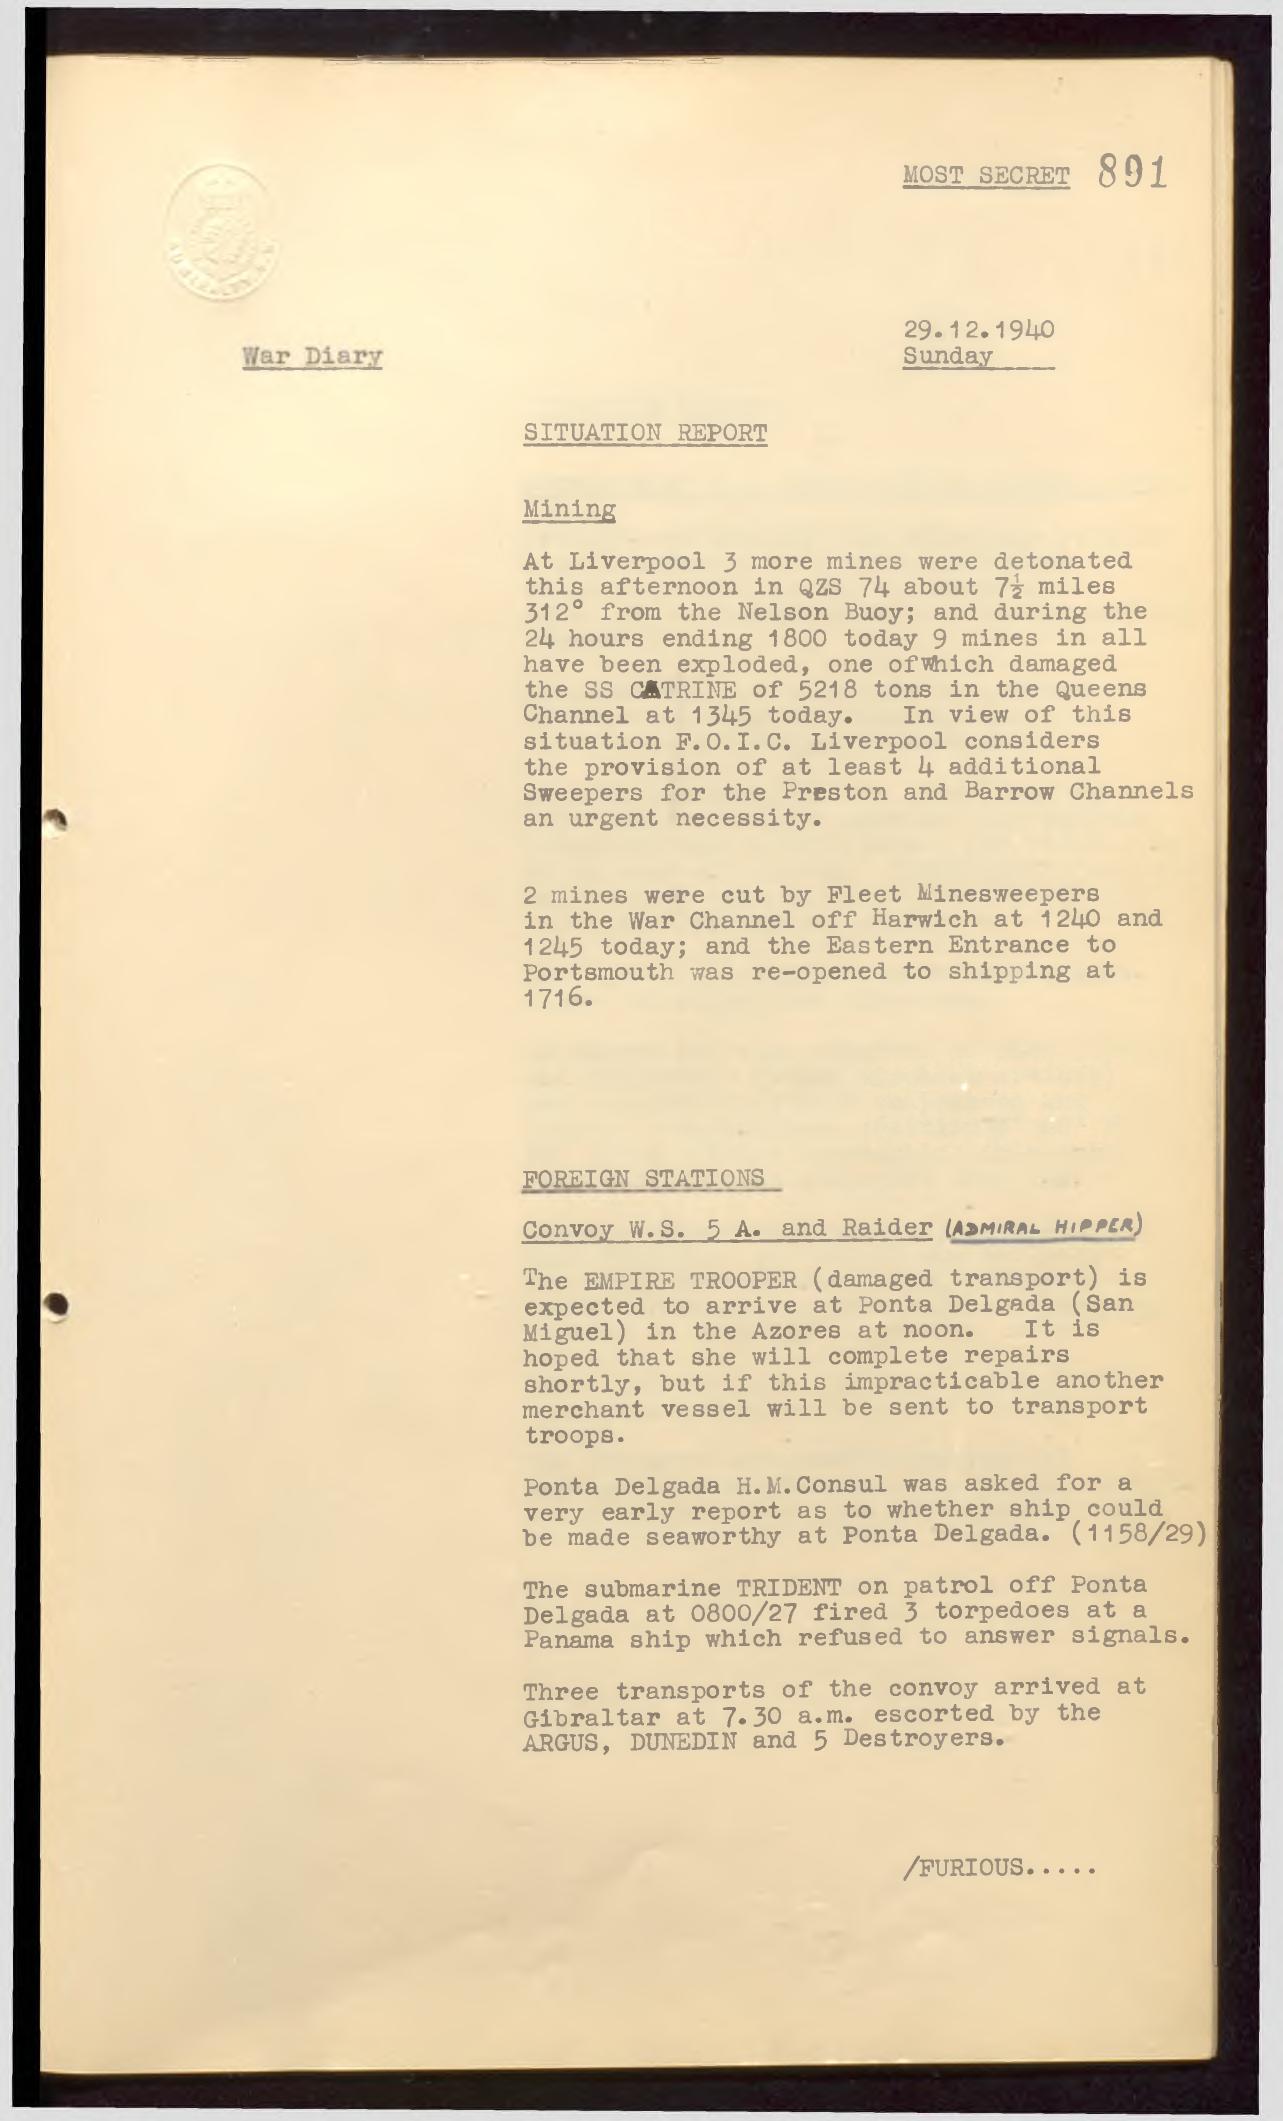 MOST SECRET 891
29.12.1940
War Diary
Sunday
SITUATION REPORT
Mining
At Liverpool 3 more mines were detonated
this afternoon in QZS 74 about 7½ miles
312° from the Nelson Buoy; and during the
24 hours ending 1800 today 9 mines in all
have been exploded, one ofwhich damaged
the SS CATRINE of 5218 tons in the Queens
Channel at 1345 today. In view of this
situation F.O.I.C. Liverpool considers
the provision of at least 4 additional
Sweepers for the Preston and Barrow Channels
an urgent necessity.
2 mines were cut by Fleet Minesweepers
in the War Channel off Harwich at 1240 and
1245 today; and the Eastern Entrance to
Portsmouth was re-opened to shipping at
1716.
FOREIGN STATIONS
Convoy W.S. 5 A. and Raider (ADMIRAL HIPPER)
The EMPIRE TROOPER (damaged transport) is
expected to arrive at Ponta Delgada (San
Miguel) in the Azores at noon. It is
hoped that she will complete repairs
shortly, but if this impracticable another
merchant vessel will be sent to transport
troops.
Ponta Delgada H.M.Consul was asked for a
very early report as to whether ship could
be made seaworthy at Ponta Delgada. (1158/29)
The submarine TRIDENT on patrol off Ponta
Delgada at 0800/27 fired 3 torpedoes at a
Panama ship which refused to answer signals.
Three transports of the convoy arrived at
Gibraltar at 7.30 a.m. escorted by the
ARGUS, DUNEDIN and 5 Destroyers.
/FURIOUS.....